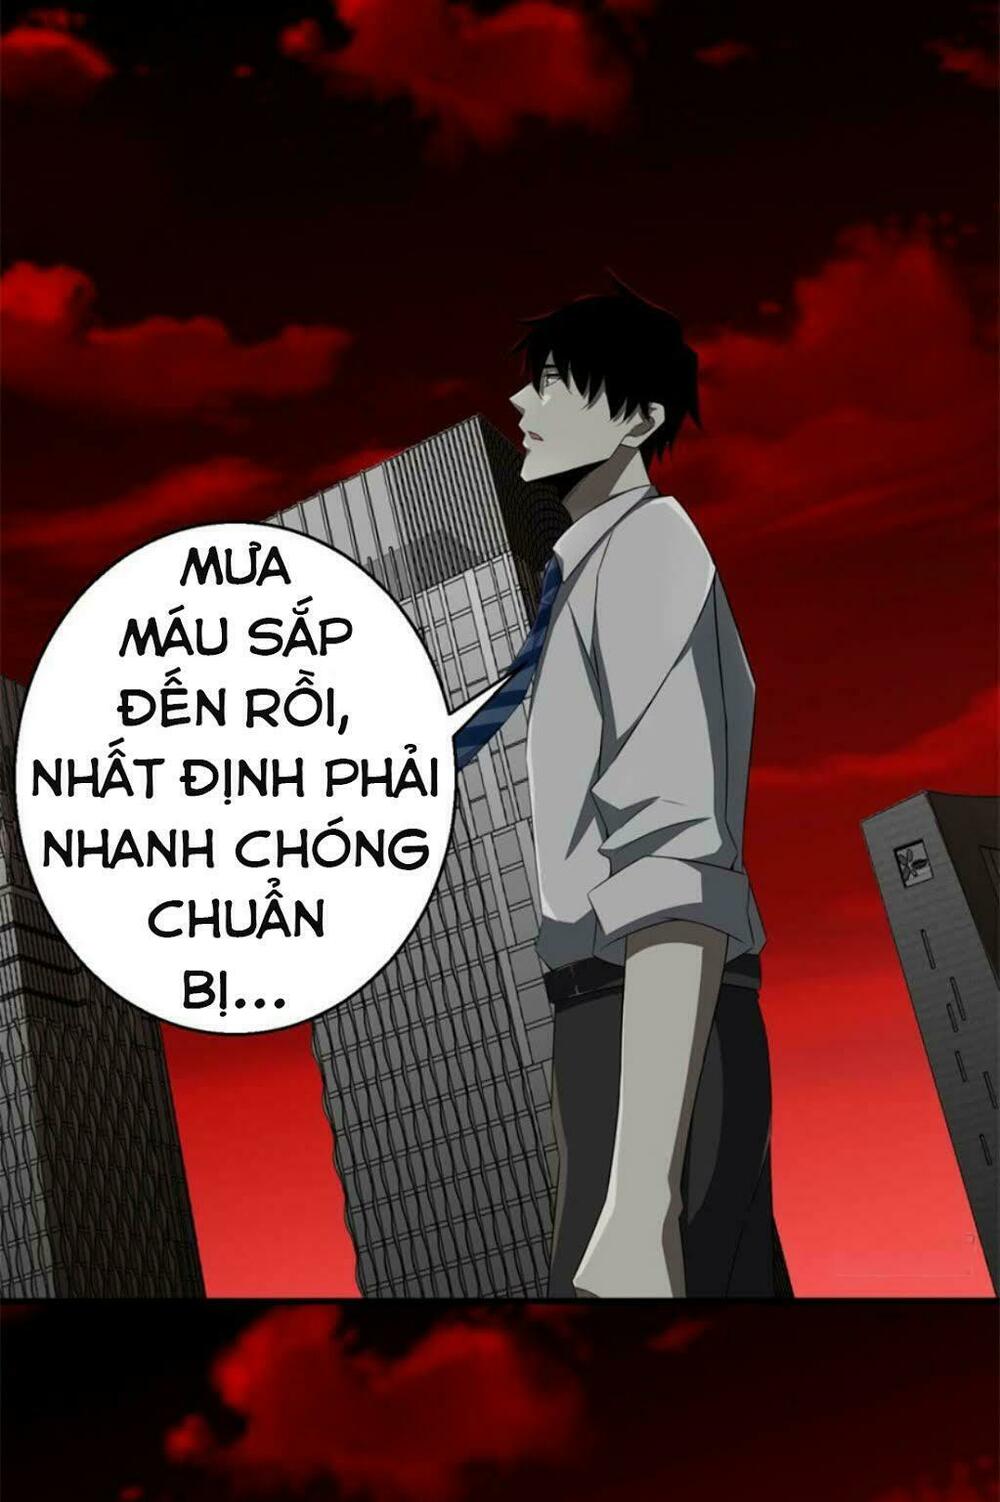 MƯA
MÁU SẮP
ĐẾN RỒI,
NHẤT ĐỊNH PHẢI
NHANH CHÓNG
CHUẨN
BỊ...